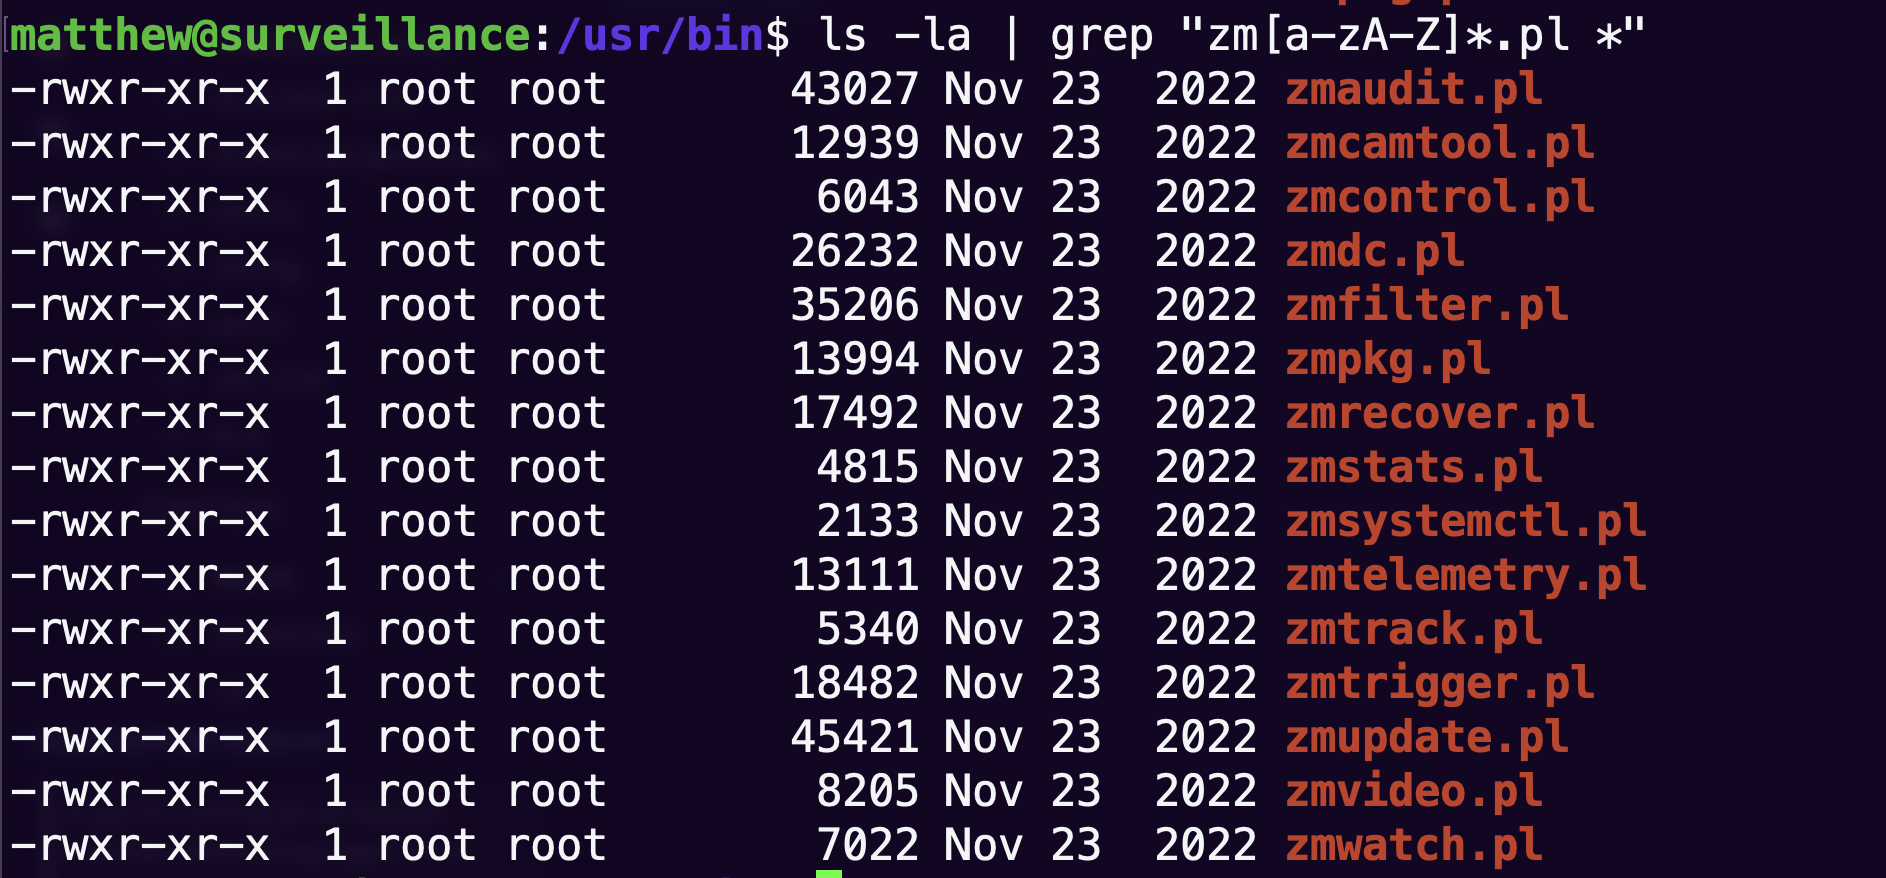 matthew@surveillance:/usr/bin$ ls -la | grep "zm[a-zA-Z]*.pl *"
-rwxr-xr-x  1 root root       43027 Nov 23  2022 zmaudit.pl
-rwxr-xr-x  1 root root       12939 Nov 23  2022 zmcamtool.pl
-rwxr-xr-x  1 root root        6043 Nov 23  2022 zmcontrol.pl
-rwxr-xr-x  1 root root       26232 Nov 23  2022 zmdc.pl
-rwxr-xr-x  1 root root       35206 Nov 23  2022 zmfilter.pl
-rwxr-xr-x  1 root root       13994 Nov 23  2022 zmpkg.pl
-rwxr-xr-x  1 root root       17492 Nov 23  2022 zmrecover.pl
-rwxr-xr-x  1 root root        4815 Nov 23  2022 zmstats.pl
-rwxr-xr-x  1 root root        2133 Nov 23  2022 zmsystemctl.pl
-rwxr-xr-x  1 root root       13111 Nov 23  2022 zmtelemetry.pl
-rwxr-xr-x  1 root root        5340 Nov 23  2022 zmtrack.pl
-rwxr-xr-x  1 root root       18482 Nov 23  2022 zmtrigger.pl
-rwxr-xr-x  1 root root       45421 Nov 23  2022 zmupdate.pl
-rwxr-xr-x  1 root root        8205 Nov 23  2022 zmvideo.pl
-rwxr-xr-x  1 root root        7022 Nov 23  2022 zmwatch.pl